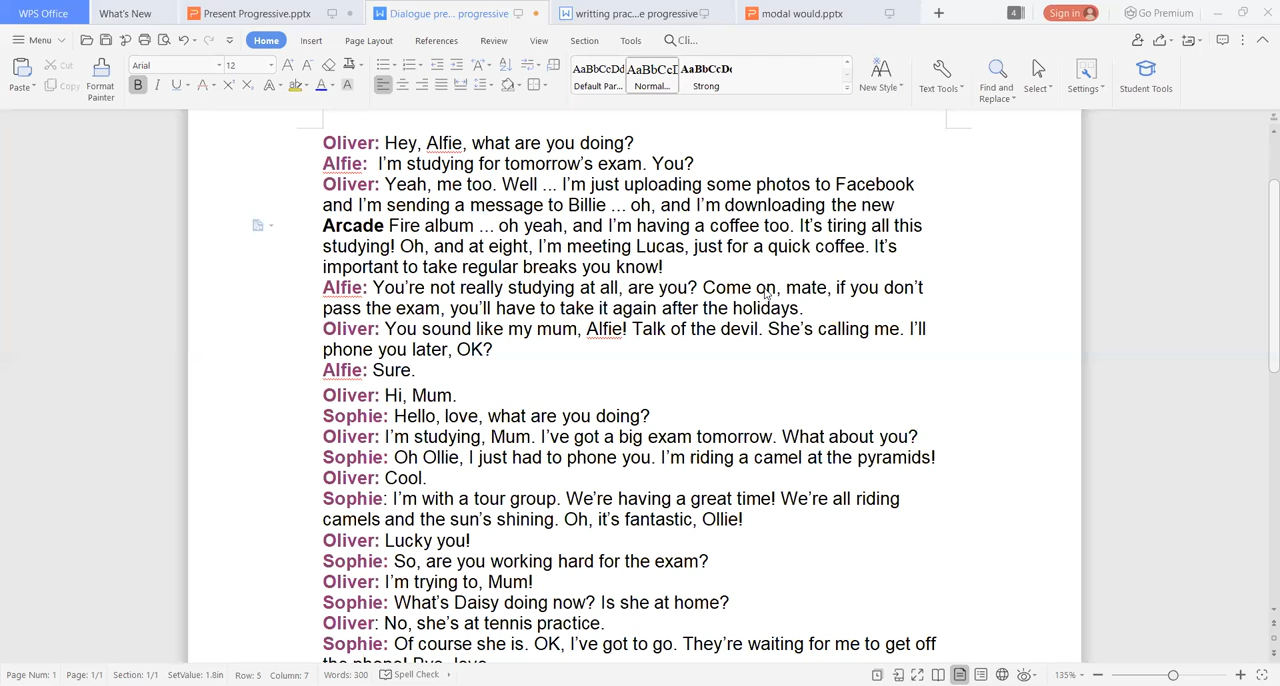 WPS Office What's New Present Progressive.pptx Dialogue pre... progressive writting prac...e progressive modal would.pptx 4 Sign in Go Premium
Menu Home Insert Page Layout References Review View Section Tools Cli...
Paste Cut Copy Format Painter Arial 12 AaBbCcDd AaBbCcD AaBbCcDc New Style Text Tools Find and Replace Select Settings Student Tools
Default Par... Normal... Strong
Oliver: Hey, Alfie, what are you doing?
Alfie: I'm studying for tomorrow's exam. You?
Oliver: Yeah, me too. Well ... I'm just uploading some photos to Facebook
and I'm sending a message to Billie ... oh, and I'm downloading the new
Arcade Fire album ... oh yeah, and I'm having a coffee too. It's tiring all this
studying! Oh, and at eight, I'm meeting Lucas, just for a quick coffee. It's
important to take regular breaks you know!
Alfie: You're not really studying at all, are you? Come on, mate, if you don't
pass the exam, you'll have to take it again after the holidays.
Oliver: You sound like my mum, Alfie! Talk of the devil. She's calling me. I'll
phone you later, OK?
Alfie: Sure.
Oliver: Hi, Mum.
Sophie: Hello, love, what are you doing?
Oliver: I'm studying, Mum. I've got a big exam tomorrow. What about you?
Sophie: Oh Ollie, I just had to phone you. I'm riding a camel at the pyramids!
Oliver: Cool.
Sophie: I'm with a tour group. We're having a great time! We're all riding
camels and the sun's shining. Oh, it's fantastic, Ollie!
Oliver: Lucky you!
Sophie: So, are you working hard for the exam?
Oliver: I'm trying to, Mum!
Sophie: What's Daisy doing now? Is she at home?
Oliver: No, she's at tennis practice.
Sophie: Of course she is. OK, I've got to go. They're waiting for me to get off
the phone! Bye, love.
Page Num: 1 Page: 1/1 Section: 1/1 SetValue: 1.8in Row: 5 Column: 7 Words: 300 Spell Check 135%